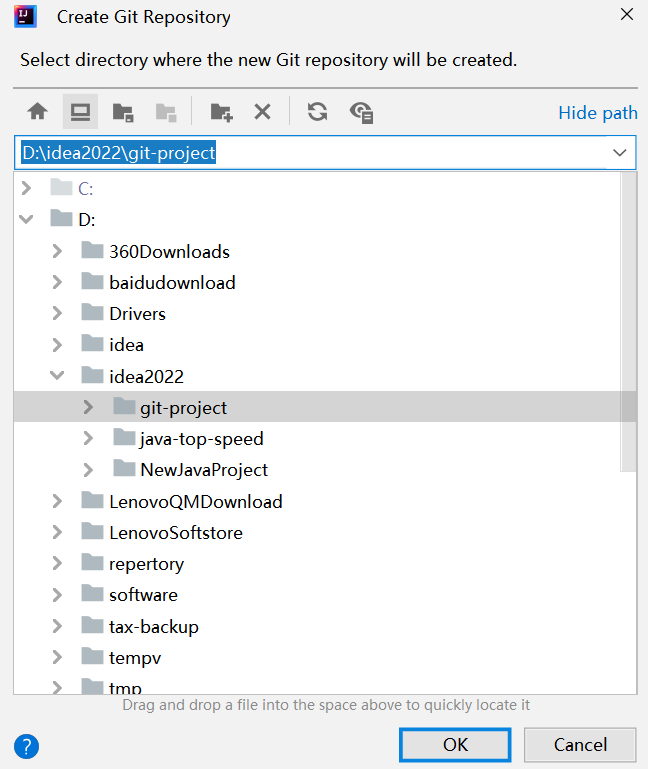 Create Git Repository
Select directory where the new Git repository will be created.
Hide path
D:\idea2022\git-project
C:
D:
360Downloads
baidudownload
Drivers
idea
idea2022
git-project
java-top-speed
NewJavaProject
LenovoQMDownload
LenovoSoftstore
repertory
software
tax-backup
tempv
tmp
Drag and drop a file into the space above to quickly locate it
?
OK Cancel